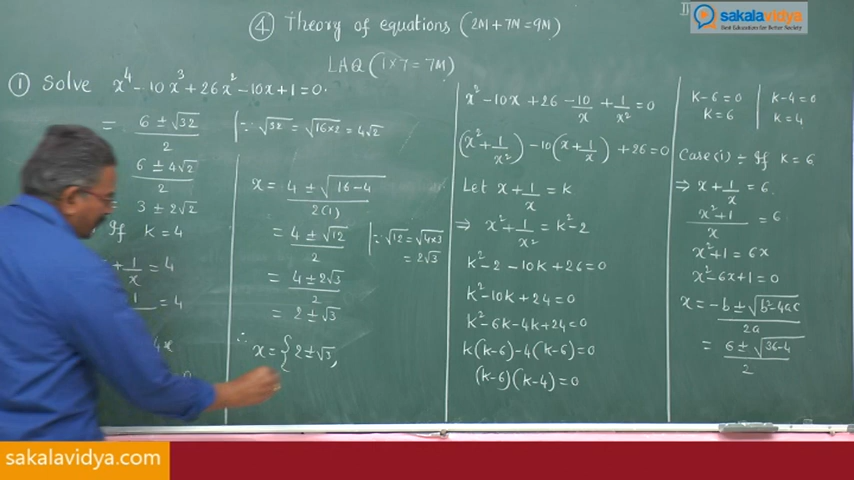 ④ Theory of equations (2M+7M=9M)
sakalavidya
Best Education for Better Society
LAQ (1×7=7M)
① Solve x⁴-10x³+26x²-10x+1=0.
x²-10x+26-10/x+1/x²=0
(x²+1/x²)-10(x+1/x)+26=0
Let x+1/x=k
⇒ x²+1/x²=k²-2
k²-2-10k+26=0
k²-10k+24=0
k²-6k-4k+24=0
k(k-6)-4(k-6)=0
(k-6)(k-4)=0
k-6=0 | k-4=0
k=6 | k=4
Case(i) :- If k=6
⇒ x+1/x=6
x²+1/x=6
x²+1=6x
x²-6x+1=0
x=-b±√b²-4ac/2a
=6±√36-4/2
=6±√32/2 |∵√32=√16×2=4√2
6±4√2/2
=3±2√2
If k=4
+1/x=4
=4
4x
x=4±√16-4/2(1)
=4±√12/2 |∵√12=√4×3
=2√3
=4±2√3/2
=2±√3
∴ x={2±√3,
sakalavidya.com